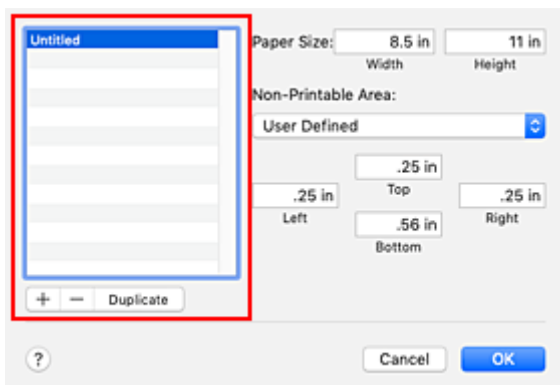 Untitled
Paper Size: 8.5 in 11 in
Width Height
Non-Printable Area:
User Defined
.25 in
Top
.25 in .25 in
Left Right
.56 in
Bottom
+ − Duplicate
? Cancel OK